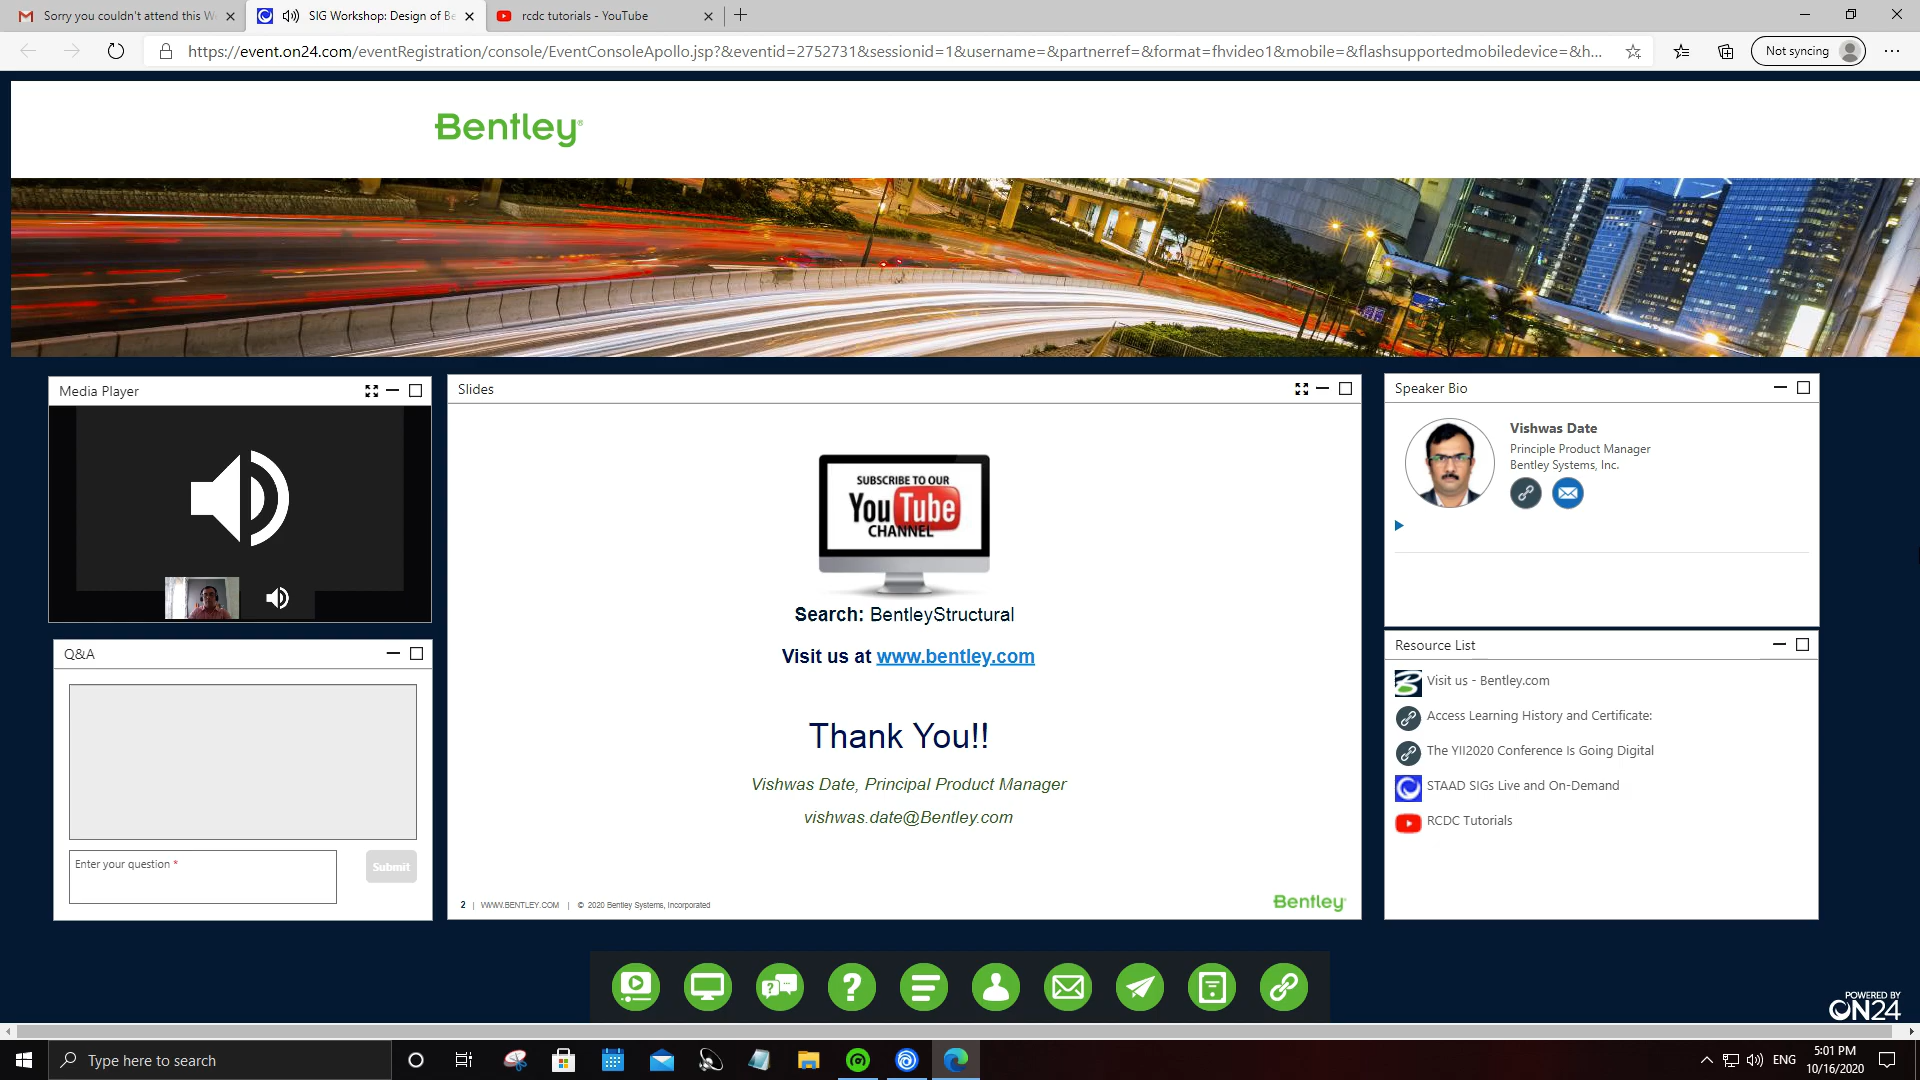 Sorry you couldn't attend this W
SIG Workshop: Design of Be
rcdc tutorials - YouTube
https://event.on24.com/eventRegistration/console/EventConsoleApollo.jsp?&eventid=2752731&sessionid=1&username=&partnerref=&format=fhvideo1&mobile=&flashsupportedmobiledevice=&h...
Not syncing
Bentley
Media Player
Slides
Speaker Bio
Vishwas Date
Principle Product Manager
Bentley Systems, Inc.
SUBSCRIBE TO OUR
YouTube
CHANNEL
Search: BentleyStructural
Visit us at www.bentley.com
Thank You!!
Vishwas Date, Principal Product Manager
vishwas.date@Bentley.com
2 | WWW.BENTLEY.COM | © 2020 Bentley Systems, Incorporated
Bentley
Q&A
Enter your question *
Submit
Resource List
Visit us - Bentley.com
Access Learning History and Certificate:
The YII2020 Conference Is Going Digital
STAAD SIGs Live and On-Demand
RCDC Tutorials
POWERED BY
ON24
Type here to search
ENG
5:01 PM
10/16/2020